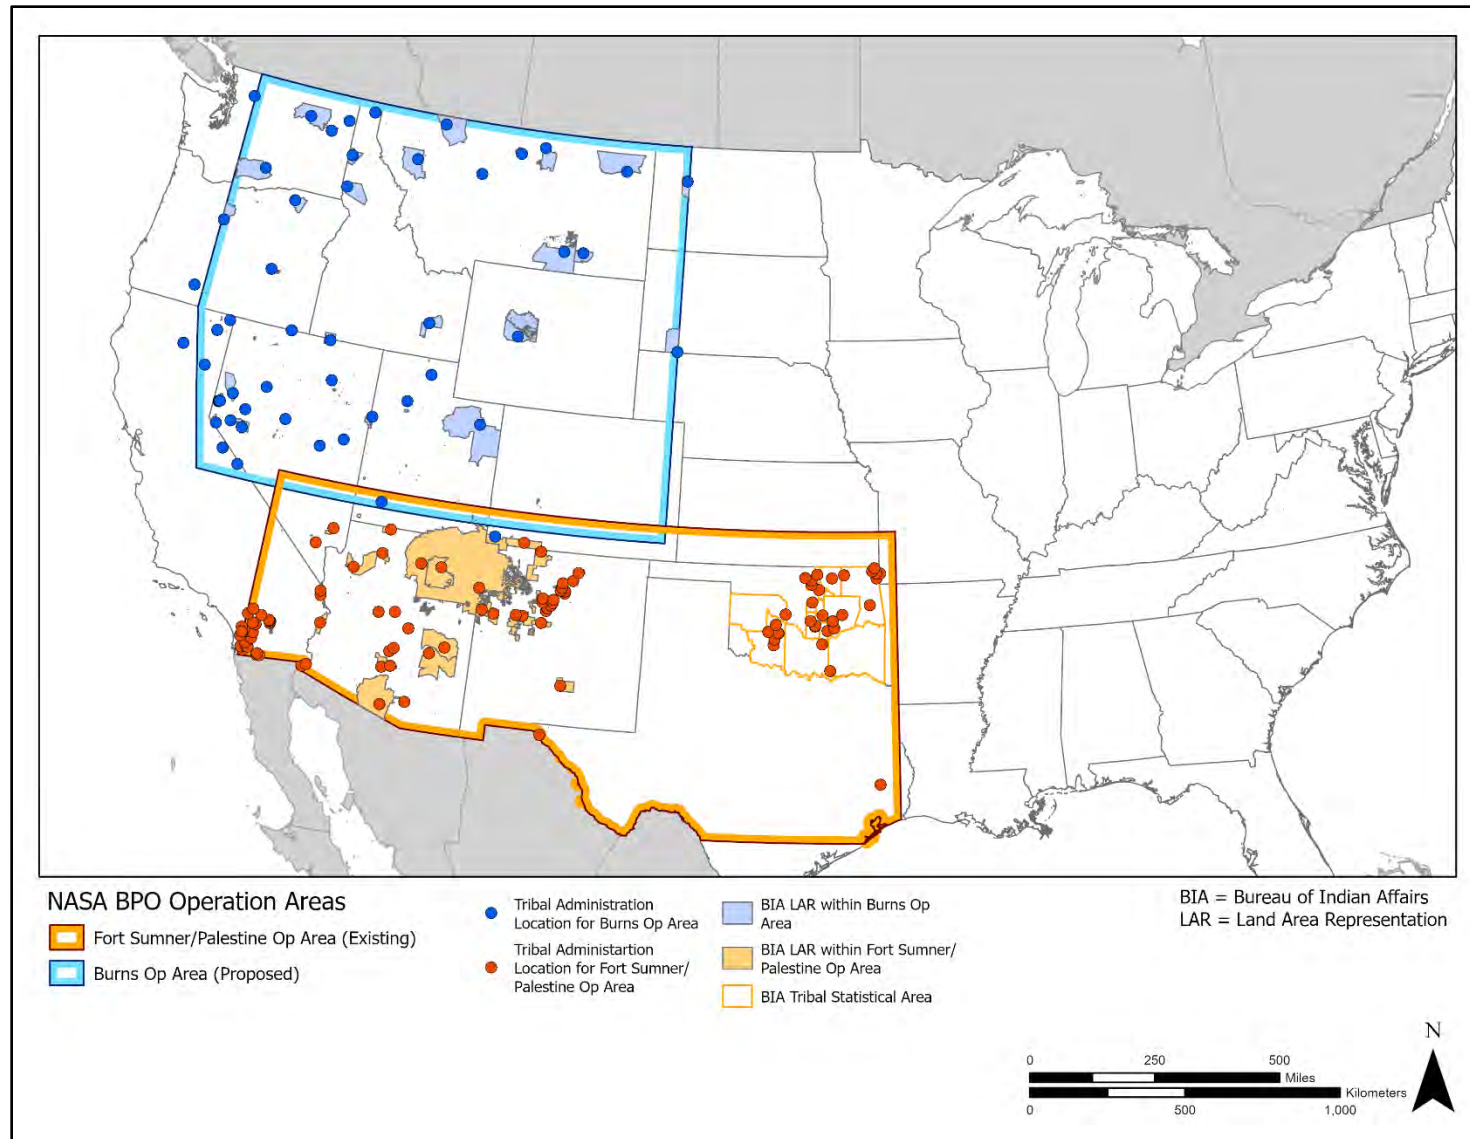 NASA BPO Operation Areas
Fort Sumner/Palestine Op Area (Existing)
Burns Op Area (Proposed)
Tribal Administration
Location for Burns Op Area
Tribal Administartion
Location for Fort Sumner/
Palestine Op Area
BIA LAR within Burns Op
Area
BIA LAR within Fort Sumner/
Palestine Op Area
BIA Tribal Statistical Area
BIA = Bureau of Indian Affairs
LAR = Land Area Representation
N
0 250 500
Miles
Kilometers
0 500 1,000